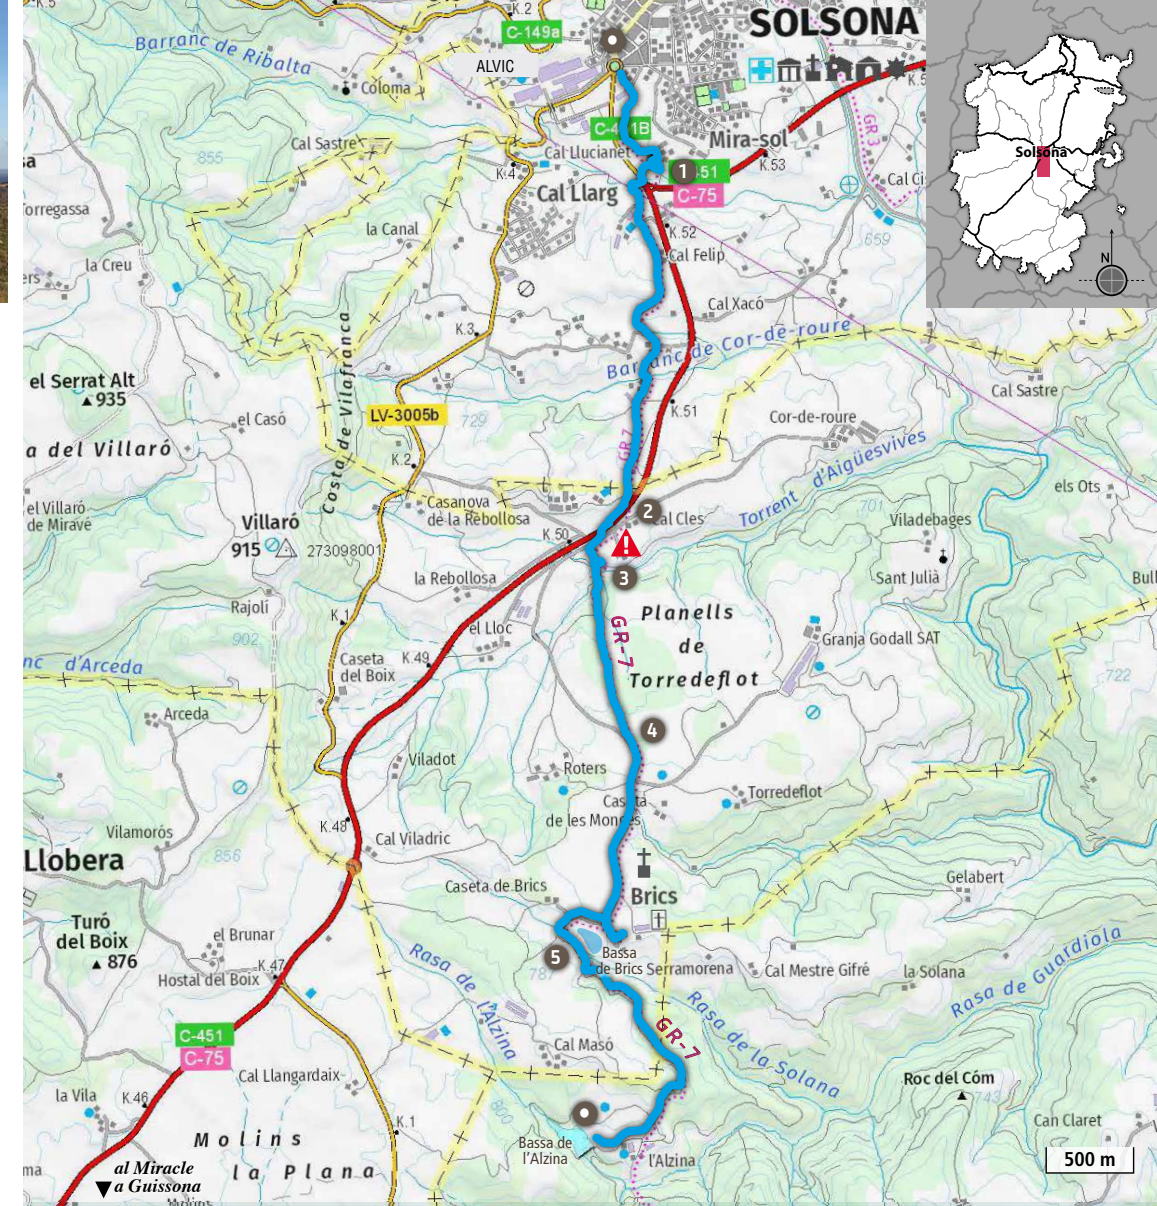 K.5
K.2
C-149a
SOLSONA
Barranc de Ribalta
ALVIC
Coloma
K.5
GR 3
Cal Sastre
855
Cal Llucianet
Mira-sol
K.53
1
C-75
K.4
Cal Llarg
Solsona
N
orregassa
la Canal
K.52
659
Cal Felip
la Creu
ers
Cal Xacó
K.3
Barranc de Cor-de-roure
Costa de Vilafranca
el Serrat Alt
935
Cal Sastre
LV-3005b
729
K.51
el Casó
Cor-de-roure
a del Villaró
GR 7
K.2
Torrent d'Aigüesvives
el Villaró
de Miravé
Casanova
de la Rebollosa
els Ots
701
2
Cal Cles
Viladebages
Villaró
915
273098001
K.50
3
la Rebollosa
Sant Julià
Bull
Rajolí
K.1
el Lloc
GR-7
Planells
de
Torredeflot
Granja Godall SAT
902
nc d'Arceda
Caseta
del Boix
K.49
722
Arceda
4
Viladot
Roters
Torredeflot
Caseta
de les Monges
Vilamorós
K.48
Cal Viladric
856
Llobera
Caseta de Brics
Brics
Gelabert
Turó
del Boix
876
el Brunar
5
Bassa
de Brics
Serramorena
Cal Mestre Gifré
la Solana
Rasa de Guardiola
Hostal del Boix
K.47
Rasa de l'Alzina
787
Rasa de la Solana
GR-7
C-451
C-75
Cal Masó
Cal Llangardaix
Roc del Cóm
743
la Vila
K.46
800
K.1
Can Claret
Molins
la Plana
Bassa de
l'Alzina
l'Alzina
500 m
al Miracle
a Guissona